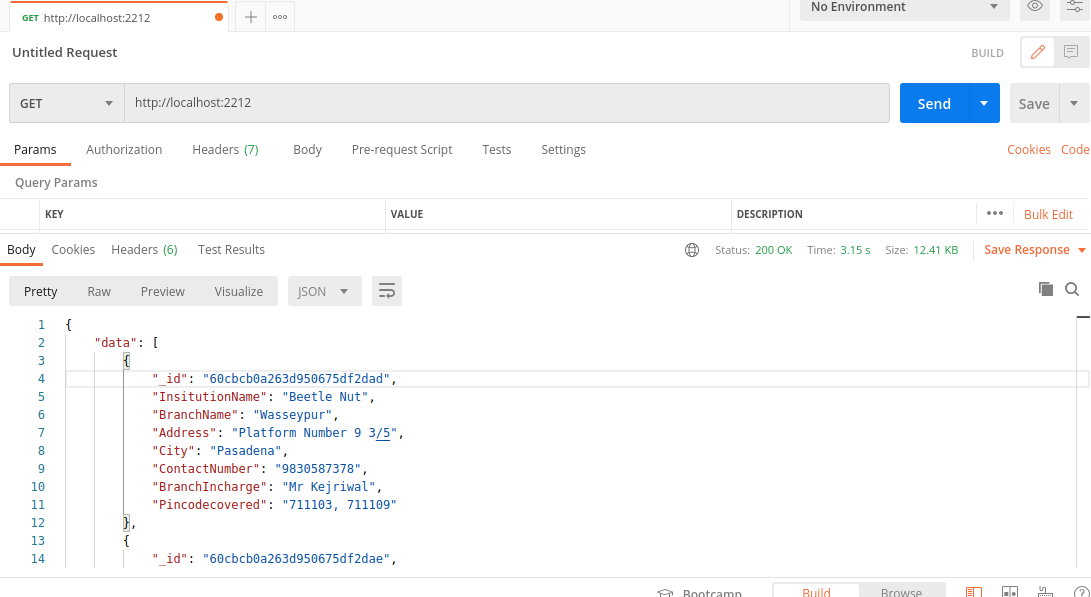 GET http://localhost:2212
No Environment
Untitled Request
BUILD
GET http://localhost:2212 Send Save
Params Authorization Headers (7) Body Pre-request Script Tests Settings Cookies Code
Query Params
KEY VALUE DESCRIPTION ••• Bulk Edit
Body Cookies Headers (6) Test Results Status: 200 OK Time: 3.15 s Size: 12.41 KB Save Response
Pretty Raw Preview Visualize JSON
1 {
2 "data": [
3 {
4 "_id": "60cbcb0a263d950675df2dad",
5 "InsitutionName": "Beetle Nut",
6 "BranchName": "Wasseypur",
7 "Address": "Platform Number 9 3/5",
8 "City": "Pasadena",
9 "ContactNumber": "9830587378",
10 "BranchIncharge": "Mr Kejriwal",
11 "Pincodecovered": "711103, 711109"
12 },
13 {
14 "_id": "60cbcb0a263d950675df2dae",
Bootcamp Build Browse